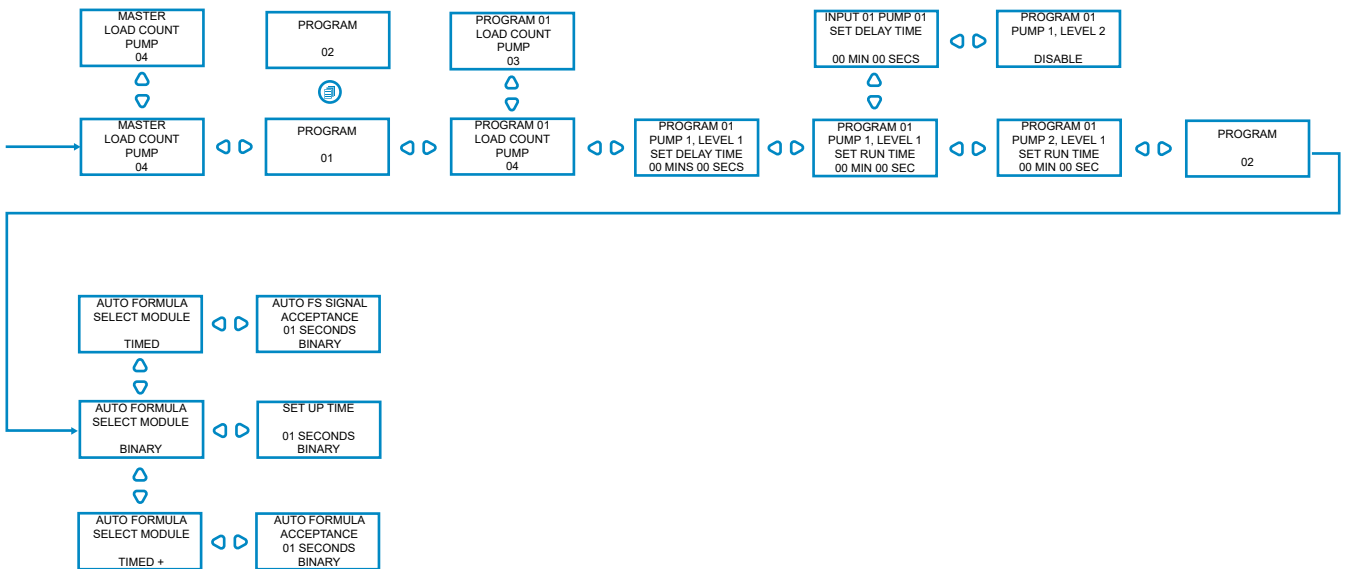 MASTER
LOAD COUNT
PUMP
04
PROGRAM
02
PROGRAM 01
LOAD COUNT
PUMP
03
INPUT 01 PUMP 01
SET DELAY TIME
00 MIN 00 SECS
PROGRAM 01
PUMP 1, LEVEL 2
DISABLE
MASTER
LOAD COUNT
PUMP
04
PROGRAM
01
PROGRAM 01
LOAD COUNT
PUMP
04
PROGRAM 01
PUMP 1, LEVEL 1
SET DELAY TIME
00 MINS 00 SECS
PROGRAM 01
PUMP 1, LEVEL 1
SET RUN TIME
00 MIN 00 SEC
PROGRAM 01
PUMP 2, LEVEL 1
SET RUN TIME
00 MIN 00 SEC
PROGRAM
02
AUTO FORMULA
SELECT MODULE
TIMED
AUTO FS SIGNAL
ACCEPTANCE
01 SECONDS
BINARY
AUTO FORMULA
SELECT MODULE
BINARY
SET UP TIME
01 SECONDS
BINARY
AUTO FORMULA
SELECT MODULE
TIMED +
AUTO FORMULA
ACCEPTANCE
01 SECONDS
BINARY